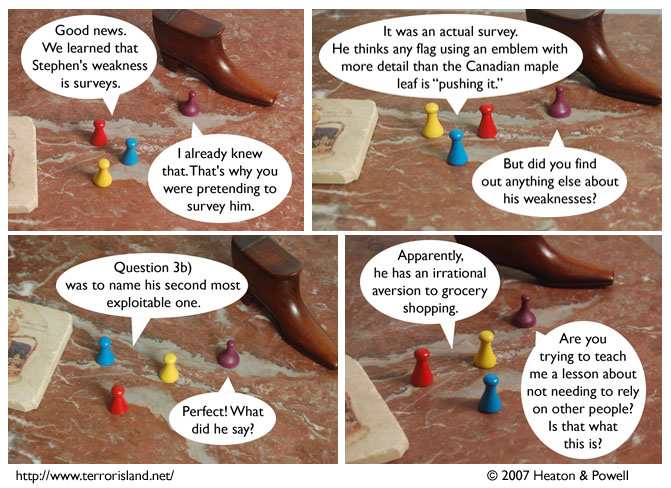 Good news.
We learned that
Stephen's weakness
is surveys.
I already knew
that. That's why you
were pretending to
survey him.
It was an actual survey.
He thinks any flag using an emblem with
more detail than the Canadian maple
leaf is “pushing it.”
But did you find
out anything else about
his weaknesses?
Question 3b)
was to name his second most
exploitable one.
Perfect! What
did he say?
Apparently,
he has an irrational
aversion to grocery
shopping.
Are you
trying to teach
me a lesson about
not needing to rely
on other people?
Is that what
this is?
http://www.terrorisland.net/
© 2007 Heaton & Powell